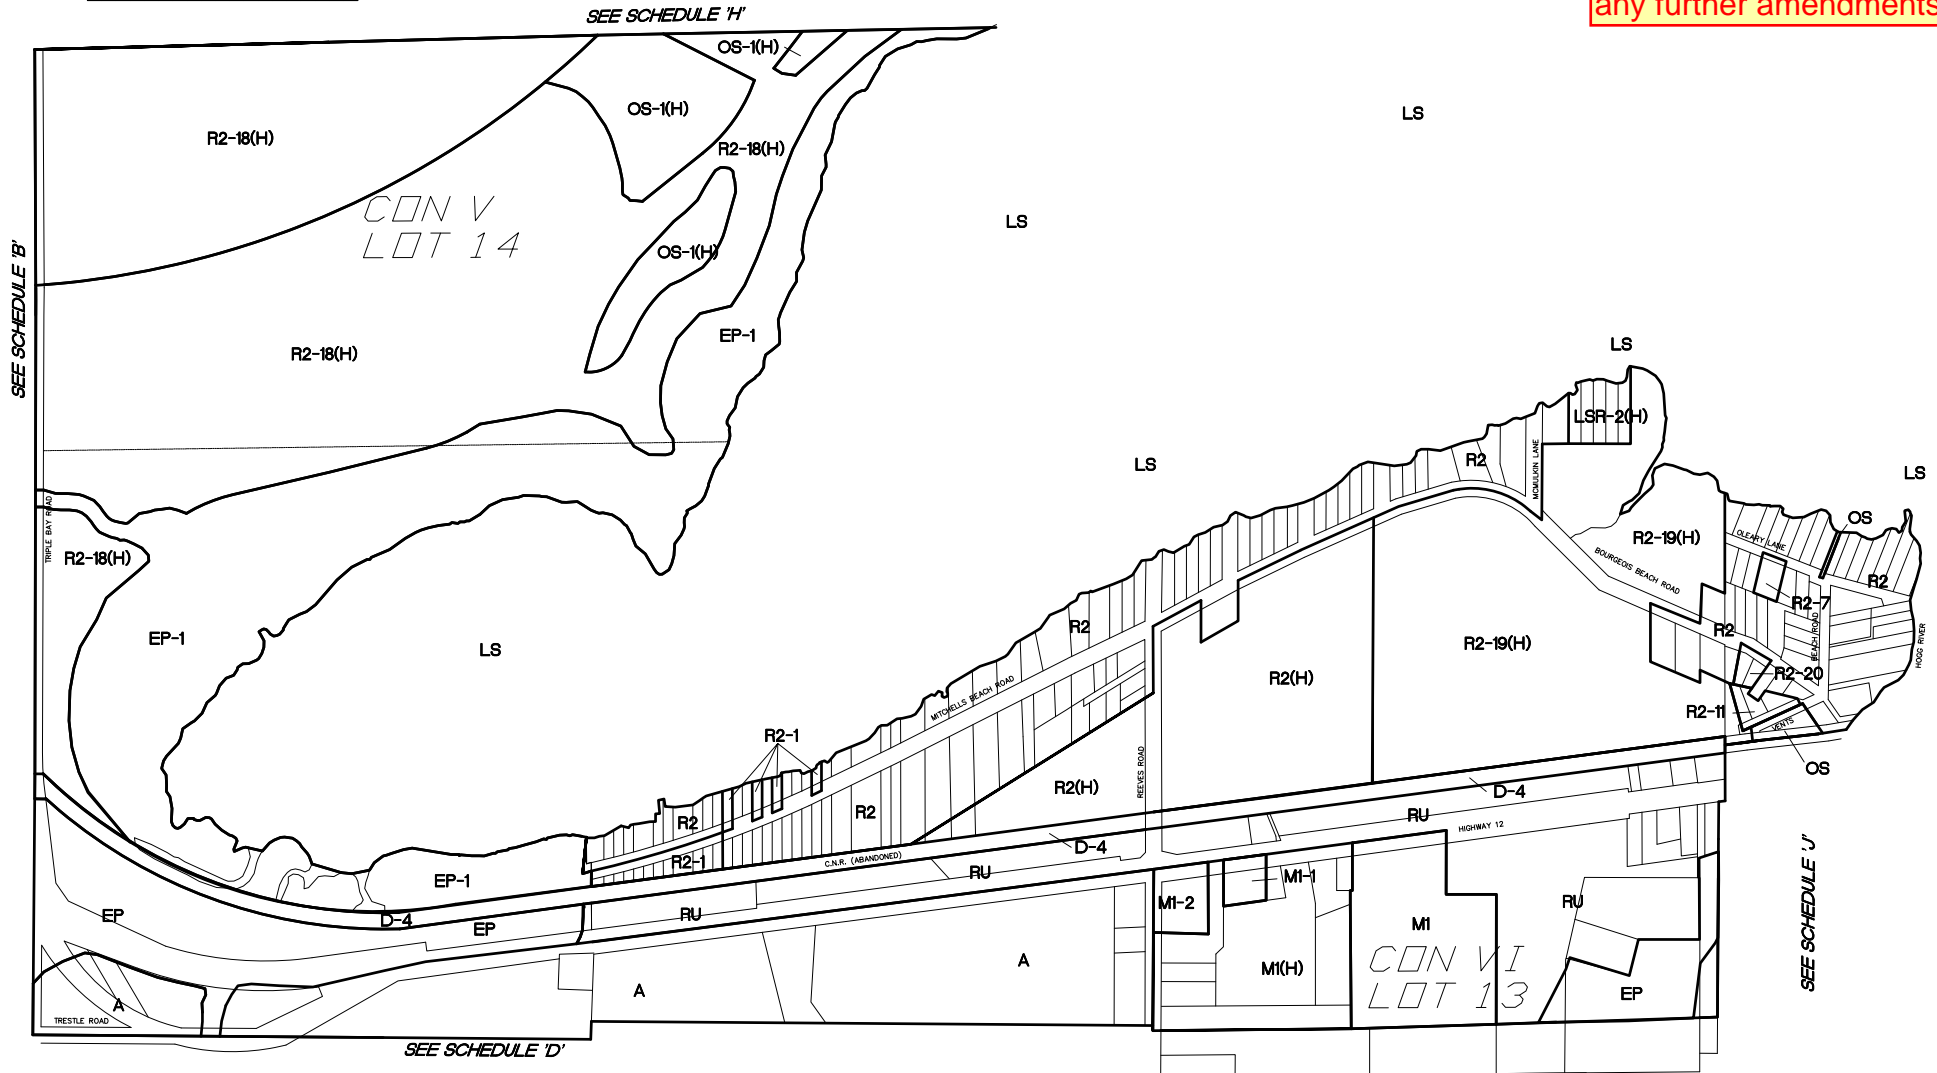 SEE SCHEDULE 'H'
any further amendments
OS-1(H)
OS-1(H)
LS
R2-18(H)
R2-18(H)
CON V
LOT 14
LS
OS-1(H)
SEE SCHEDULE 'B'
EP-1
R2-18(H)
LS
LSR-2(H)
R2
MCMULKIN LANE
LS
LS
TRIPLE BAY ROAD
R2-18(H)
OS
OLEARY LANE
R2-19(H)
BOURGEOIS BEACH ROAD
R2
R2-7
EP-1
LS
R2
R2-19(H)
R2
BEACH ROAD
HOGG RIVER
R2(H)
R2-20
MITCHELLS BEACH ROAD
R2-11
VENTS
R2-1
OS
REEVES ROAD
R2(H)
D-4
R2
R2
RU
HIGHWAY 12
D-4
C.N.R. (ABANDONED)
R2-1
RU
EP-1
M1-1
M1-2
RU
EP
D-4
EP
RU
M1
SEE SCHEDULE 'J'
CON VI
LOT 13
A
M1(H)
A
EP
A
TRESTLE ROAD
SEE SCHEDULE 'D'